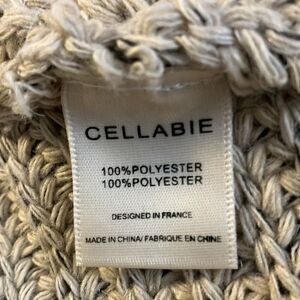 CELLABIE
100%POLYESTER
100%POLYESTER
DESIGNED IN FRANCE
MADE IN CHINA/ FABRIQUE EN CHINE